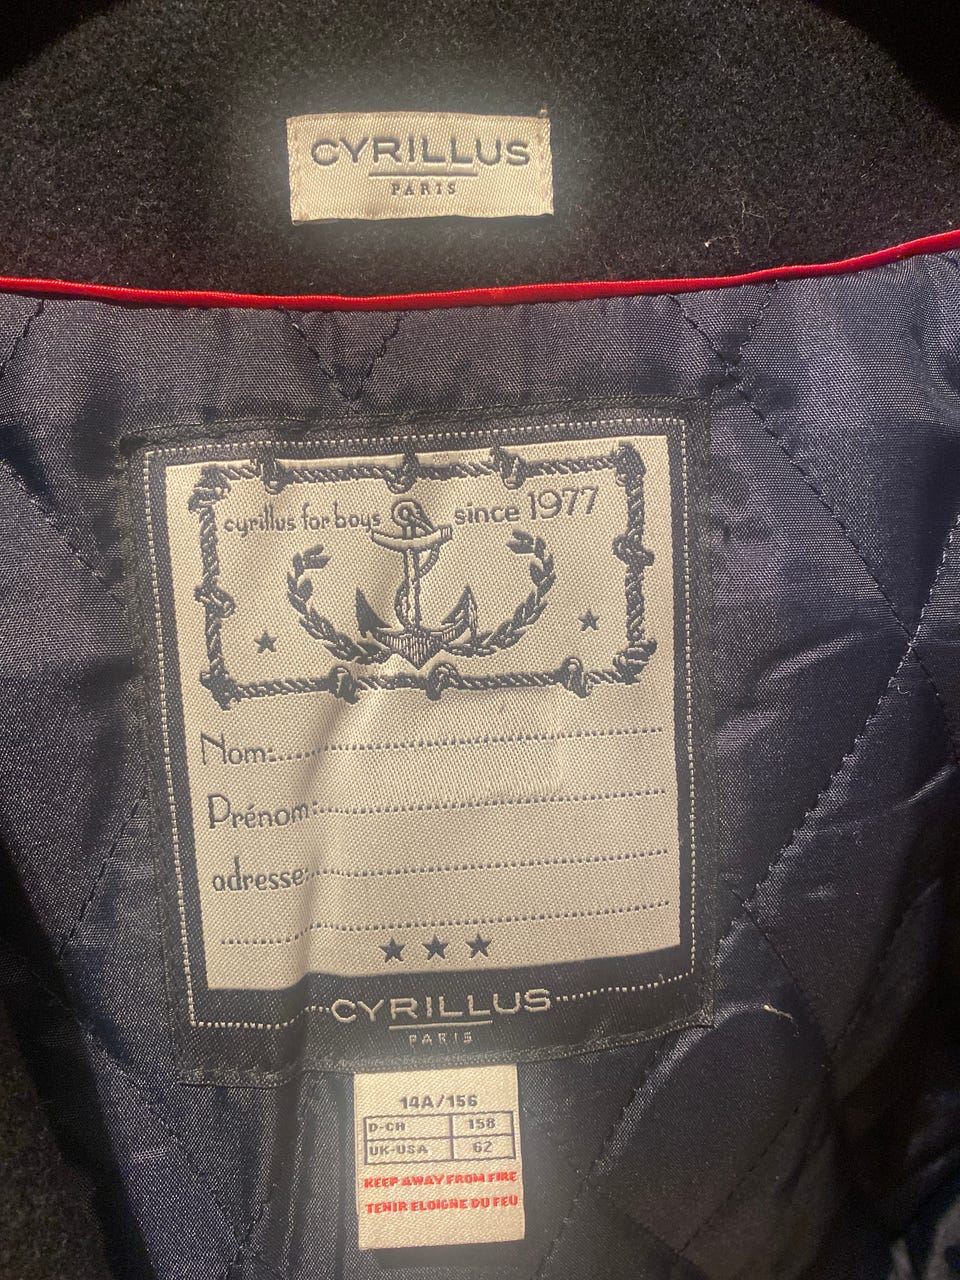 CYRILLUS
PARIS
cyrillus for boys since 1977
Nom:
Prénom:
adresse:
CYRILLUS
PARIS
14A/156
D-CH 158
UK-USA 62
KEEP AWAY FROM FIRE
TENIR ELOIGNE DU FEU